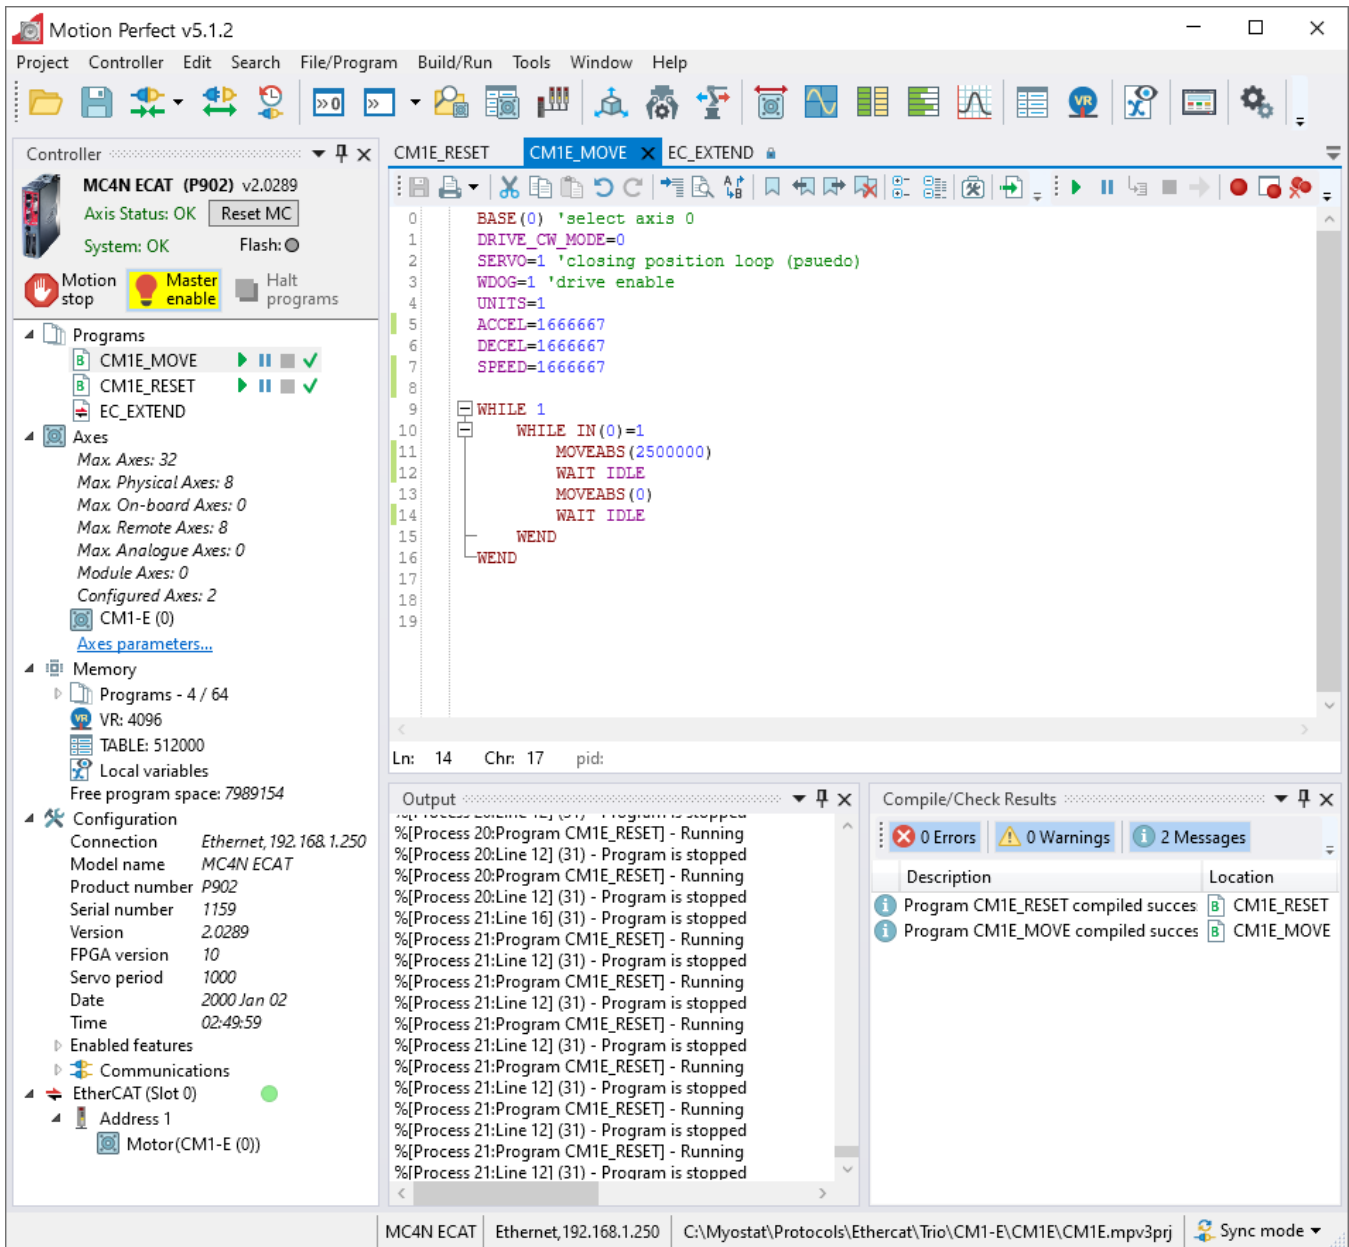 Motion Perfect v5.1.2
Project Controller Edit Search File/Program Build/Run Tools Window Help
Controller
MC4N ECAT (P902) v2.0289
Axis Status: OK Reset MC
System: OK Flash:
Motion stop
Master enable
Halt programs
Programs
CM1E_MOVE
CM1E_RESET
EC_EXTEND
Axes
Max. Axes: 32
Max. Physical Axes: 8
Max. On-board Axes: 0
Max. Remote Axes: 8
Max. Analogue Axes: 0
Module Axes: 0
Configured Axes: 2
CM1-E (0)
Axes parameters...
Memory
Programs - 4 / 64
VR: 4096
TABLE: 512000
Local variables
Free program space: 7989154
Configuration
Connection Ethernet,192.168.1.250
Model name MC4N ECAT
Product number P902
Serial number 1159
Version 2.0289
FPGA version 10
Servo period 1000
Date 2000 Jan 02
Time 02:49:59
Enabled features
Communications
EtherCAT (Slot 0)
Address 1
Motor(CM1-E (0))
CM1E_RESET CM1E_MOVE EC_EXTEND
0 BASE(0) 'select axis 0
1 DRIVE_CW_MODE=0
2 SERVO=1 'closing position loop (psuedo)
3 WDOG=1 'drive enable
4 UNITS=1
5 ACCEL=1666667
6 DECEL=1666667
7 SPEED=1666667
8
9 WHILE 1
10 WHILE IN(0)=1
11 MOVEABS(2500000)
12 WAIT IDLE
13 MOVEABS(0)
14 WAIT IDLE
15 WEND
16 WEND
17
18
19
Ln: 14 Chr: 17 pid:
Output
%[Process 20:Line 12] (31) - Program is stopped
%[Process 20:Program CM1E_RESET] - Running
%[Process 20:Line 12] (31) - Program is stopped
%[Process 20:Program CM1E_RESET] - Running
%[Process 20:Line 12] (31) - Program is stopped
%[Process 21:Line 16] (31) - Program is stopped
%[Process 21:Program CM1E_RESET] - Running
%[Process 21:Line 12] (31) - Program is stopped
%[Process 21:Program CM1E_RESET] - Running
%[Process 21:Line 12] (31) - Program is stopped
%[Process 21:Program CM1E_RESET] - Running
%[Process 21:Line 12] (31) - Program is stopped
%[Process 21:Program CM1E_RESET] - Running
%[Process 21:Line 12] (31) - Program is stopped
%[Process 21:Program CM1E_RESET] - Running
%[Process 21:Line 12] (31) - Program is stopped
%[Process 21:Program CM1E_RESET] - Running
%[Process 21:Line 12] (31) - Program is stopped
Compile/Check Results
0 Errors 0 Warnings 2 Messages
Description Location
Program CM1E_RESET compiled succes CM1E_RESET
Program CM1E_MOVE compiled succes CM1E_MOVE
MC4N ECAT Ethernet,192.168.1.250 C:\Myostat\Protocols\Ethercat\Trio\CM1-E\CM1E\CM1E.mpv3prj Sync mode